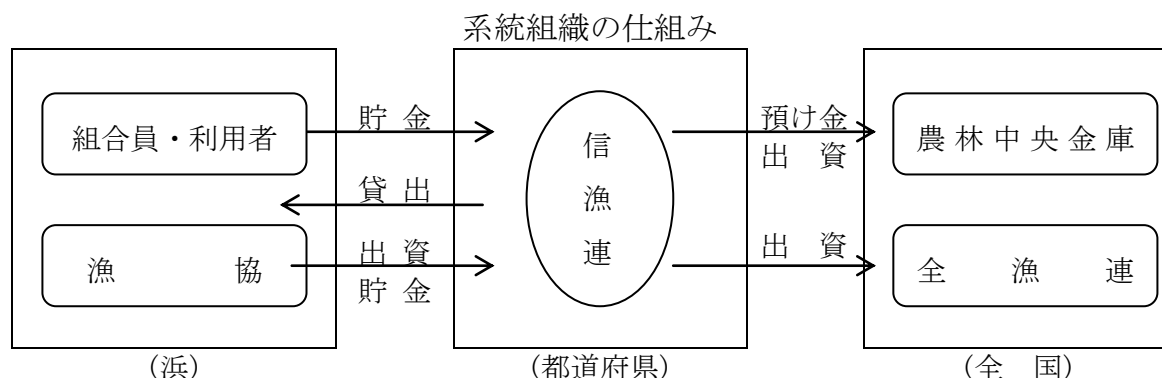 系統組織の仕組み
組合員・利用者
貯 金
信漁連
預け金
出 資
農 林 中 央 金 庫
貸 出
漁 協
出 資
貯 金
出 資
全 漁 連
（浜）
（都道府県）
（全 国）